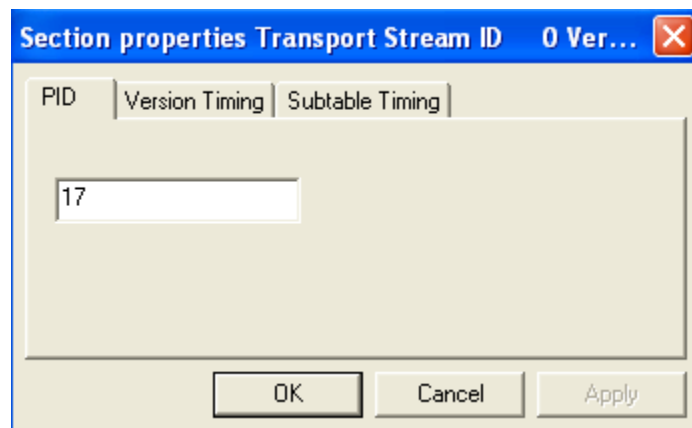 Section properties Transport Stream ID 0 Ver...
PID Version Timing Subtable Timing
17
OK Cancel Apply